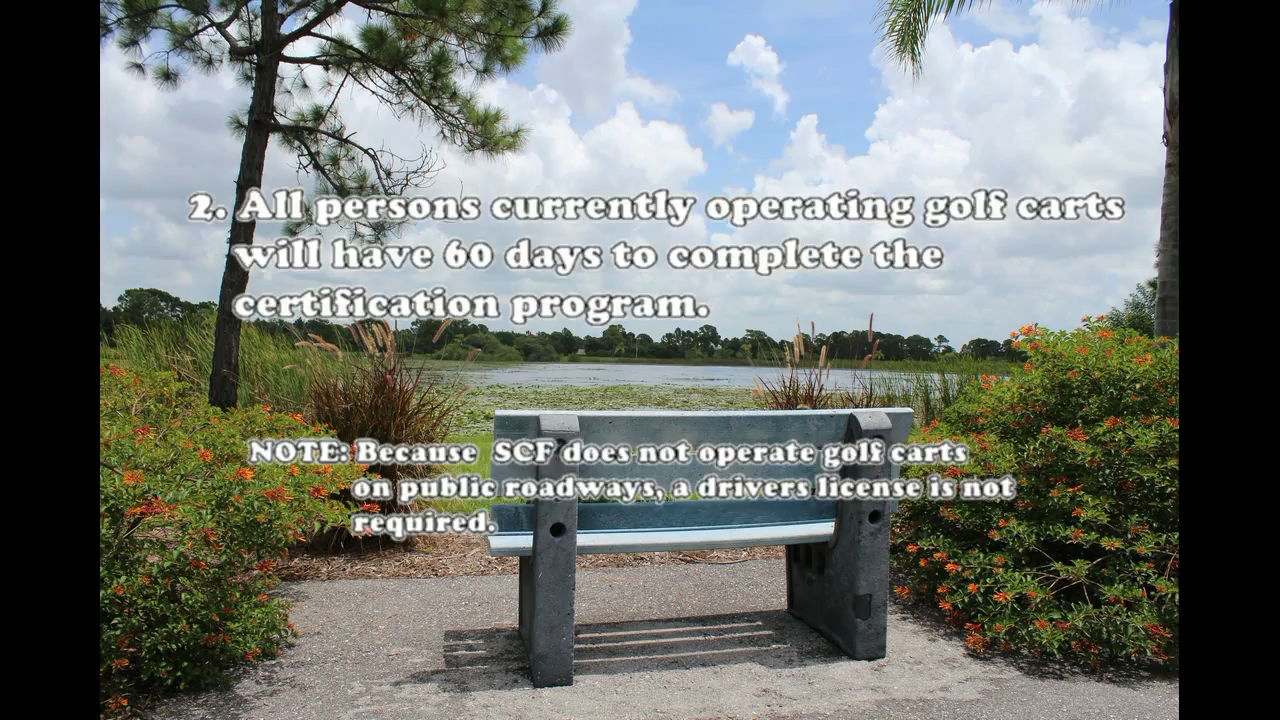 2. All persons currently operating golf carts
will have 60 days to complete the
certification program.
NOTE: Because SCF does not operate golf carts
on public roadways, a drivers license is not
required.